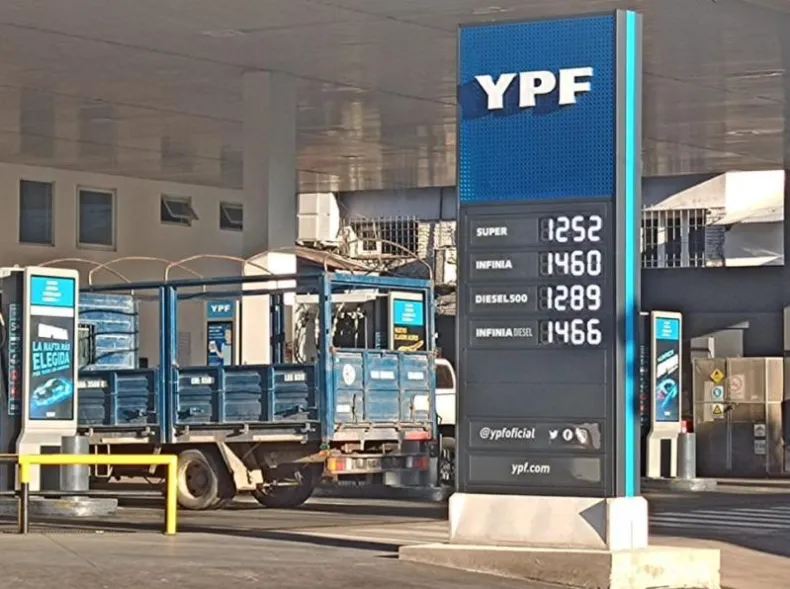 YPF
SUPER 1252
INFINIA 1460
DIESEL500 1289
INFINIA DIESEL 1466
@ypfoficial
ypf.com
YPF
LA NAFTA MÁS
ELEGIDA